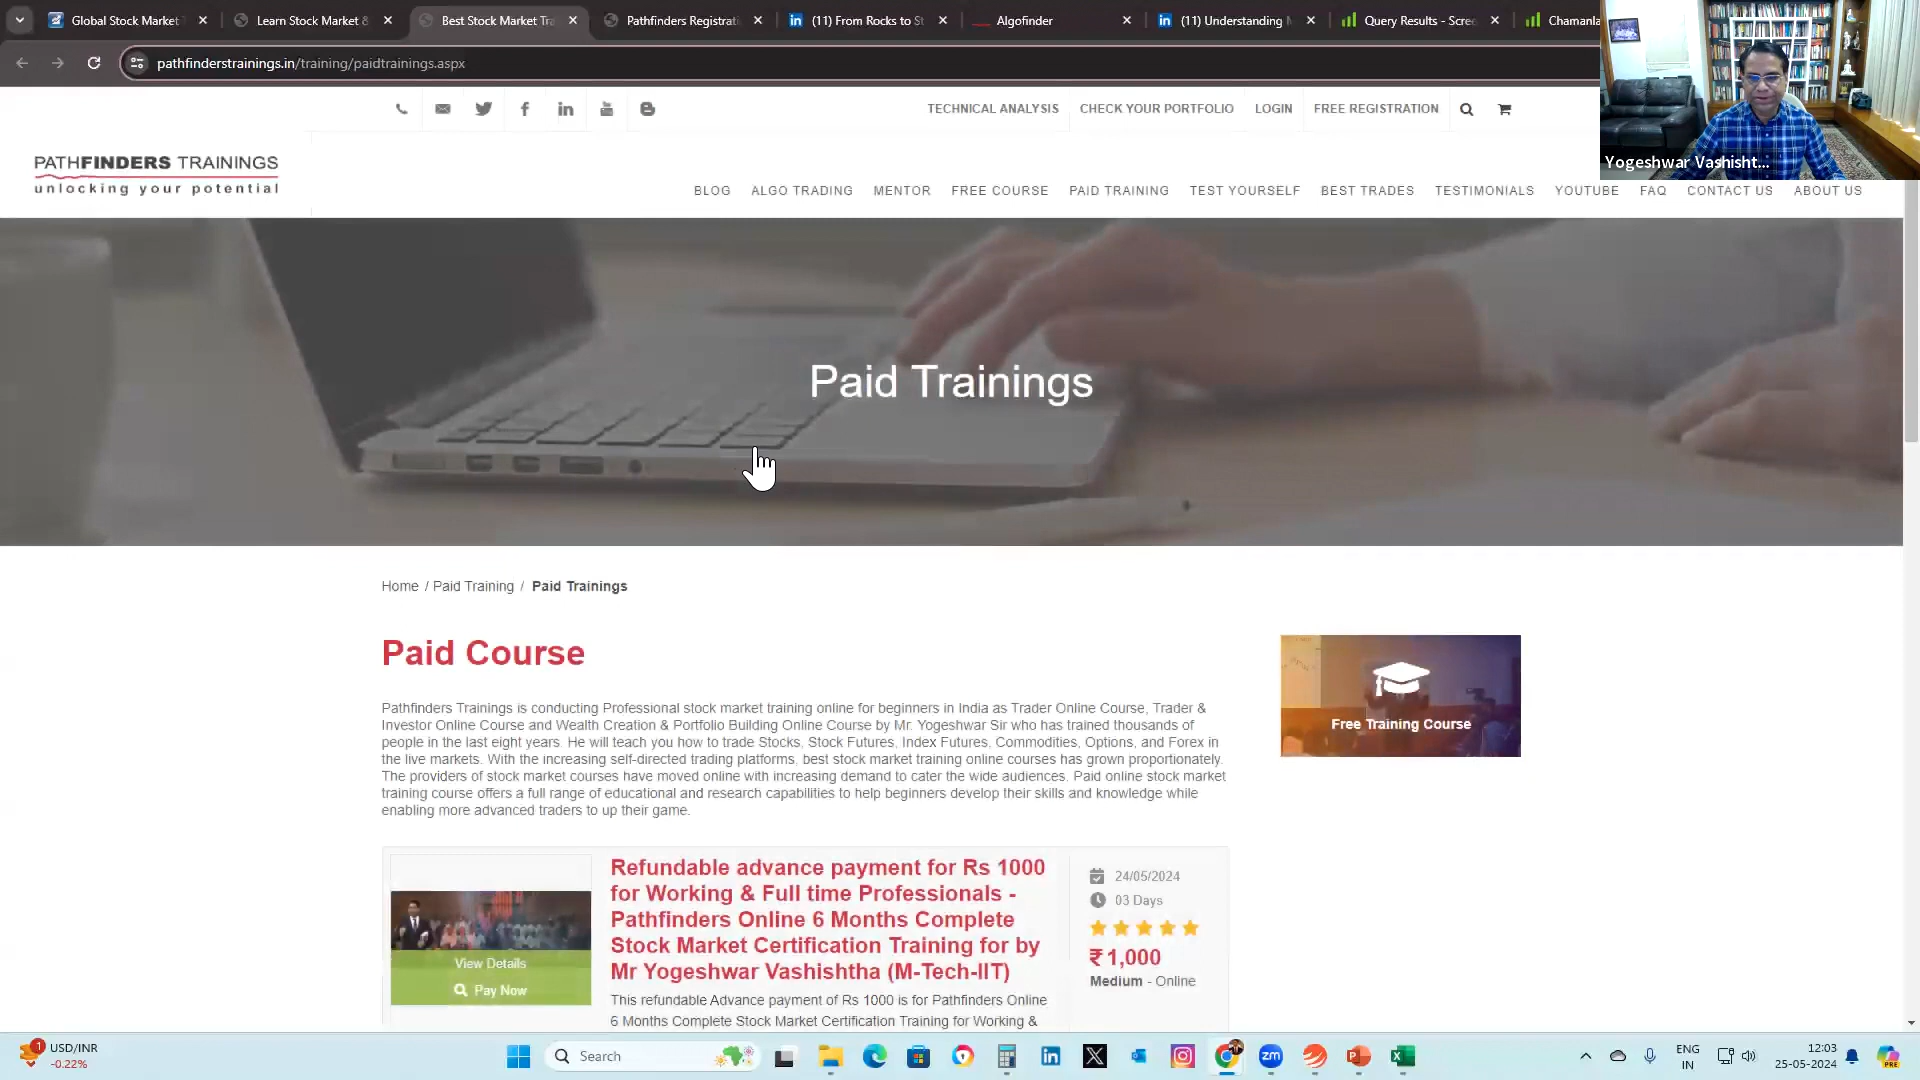 Global Stock Market
Learn Stock Market &
Best Stock Market Tra
Pathfinders Registrati
(11) From Rocks to St
Algofinder
(11) Understanding
Query Results - Scree
Chamanla
pathfinderstrainings.in/training/paidtrainings.aspx
Yogeshwar Vashisht...
TECHNICAL ANALYSIS
CHECK YOUR PORTFOLIO
LOGIN
FREE REGISTRATION
PATHFINDERS TRAININGS
unlocking your potential
BLOG
ALGO TRADING
MENTOR
FREE COURSE
PAID TRAINING
TEST YOURSELF
BEST TRADES
TESTIMONIALS
YOUTUBE
FAQ
CONTACT US
ABOUT US
Paid Trainings
Home / Paid Training / Paid Trainings
Paid Course
Pathfinders Trainings is conducting Professional stock market training online for beginners in India as Trader Online Course, Trader &
Investor Online Course and Wealth Creation & Portfolio Building Online Course by Mr. Yogeshwar Sir who has trained thousands of
people in the last eight years. He will teach you how to trade Stocks, Stock Futures, Index Futures, Commodities, Options, and Forex in
the live markets. With the increasing self-directed trading platforms, best stock market training online courses has grown proportionately.
The providers of stock market courses have moved online with increasing demand to cater the wide audiences. Paid online stock market
training course offers a full range of educational and research capabilities to help beginners develop their skills and knowledge while
enabling more advanced traders to up their game.
Free Training Course
View Details
Pay Now
Refundable advance payment for Rs 1000
for Working & Full time Professionals -
Pathfinders Online 6 Months Complete
Stock Market Certification Training for by
Mr Yogeshwar Vashishtha (M-Tech-IIT)
This refundable Advance payment of Rs 1000 is for Pathfinders Online
6 Months Complete Stock Market Certification Training for Working &
24/05/2024
03 Days
₹ 1,000
Medium - Online
1
USD/INR
-0.22%
Search
zm
PRE
ENG
IN
12:03
25-05-2024